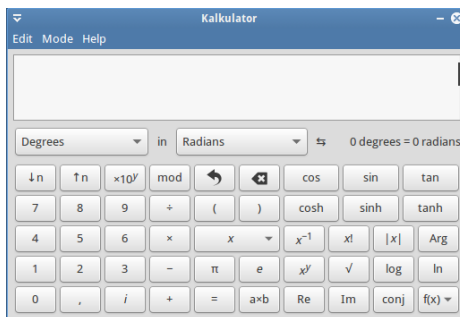 Kalkulator
Edit Mode Help
Degrees in Radians ⇆ 0 degrees = 0 radians
↓n ↑n ×10ʸ mod cos sin tan
7 8 9 ÷ ( ) cosh sinh tanh
4 5 6 × x x⁻¹ x! |x| Arg
1 2 3 − π e xʸ √ log ln
0 , i + = a×b Re Im conj f(x)